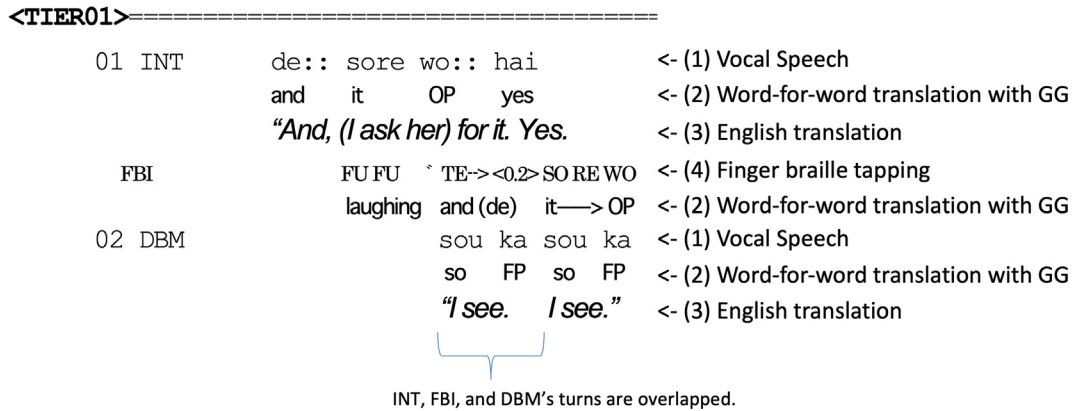 <TIER01>====================================
01 INT de:: sore wo:: hai <- (1) Vocal Speech
and it OP yes <- (2) Word-for-word translation with GG
“And, (I ask her) for it. Yes. <- (3) English translation
FBI FU FU ゛ TE--> <0.2> SO RE WO <- (4) Finger braille tapping
laughing and (de) it——> OP <- (2) Word-for-word translation with GG
02 DBM sou ka sou ka <- (1) Vocal Speech
so FP so FP <- (2) Word-for-word translation with GG
“I see. I see.” <- (3) English translation
INT, FBI, and DBM’s turns are overlapped.